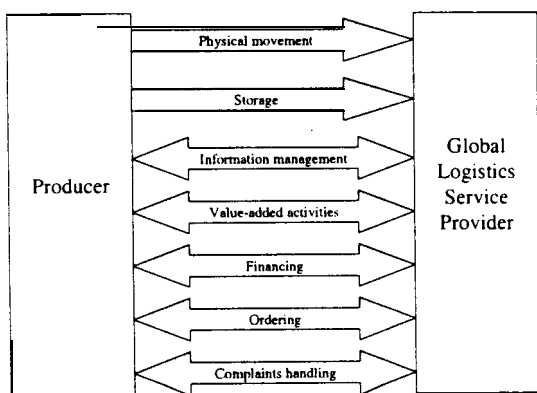 Physical movement
Storage
Information management
Value-added activities
Financing
Ordering
Complaints handling
Producer
Global
Logistics
Service
Provider